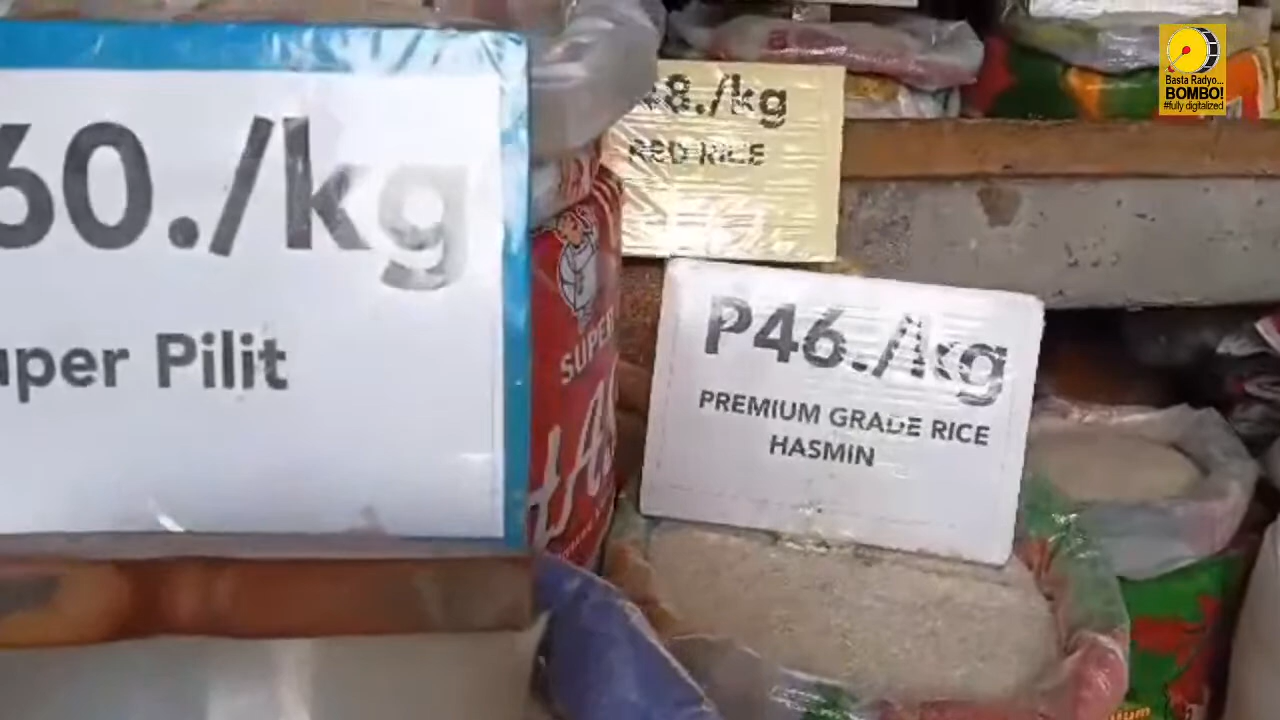 60./kg
uper Pilit
8./kg
RED RICE
P46./kg
PREMIUM GRADE RICE
HASMIN
SUPER
Basta Radyo...
BOMBO!
#fully digitalized